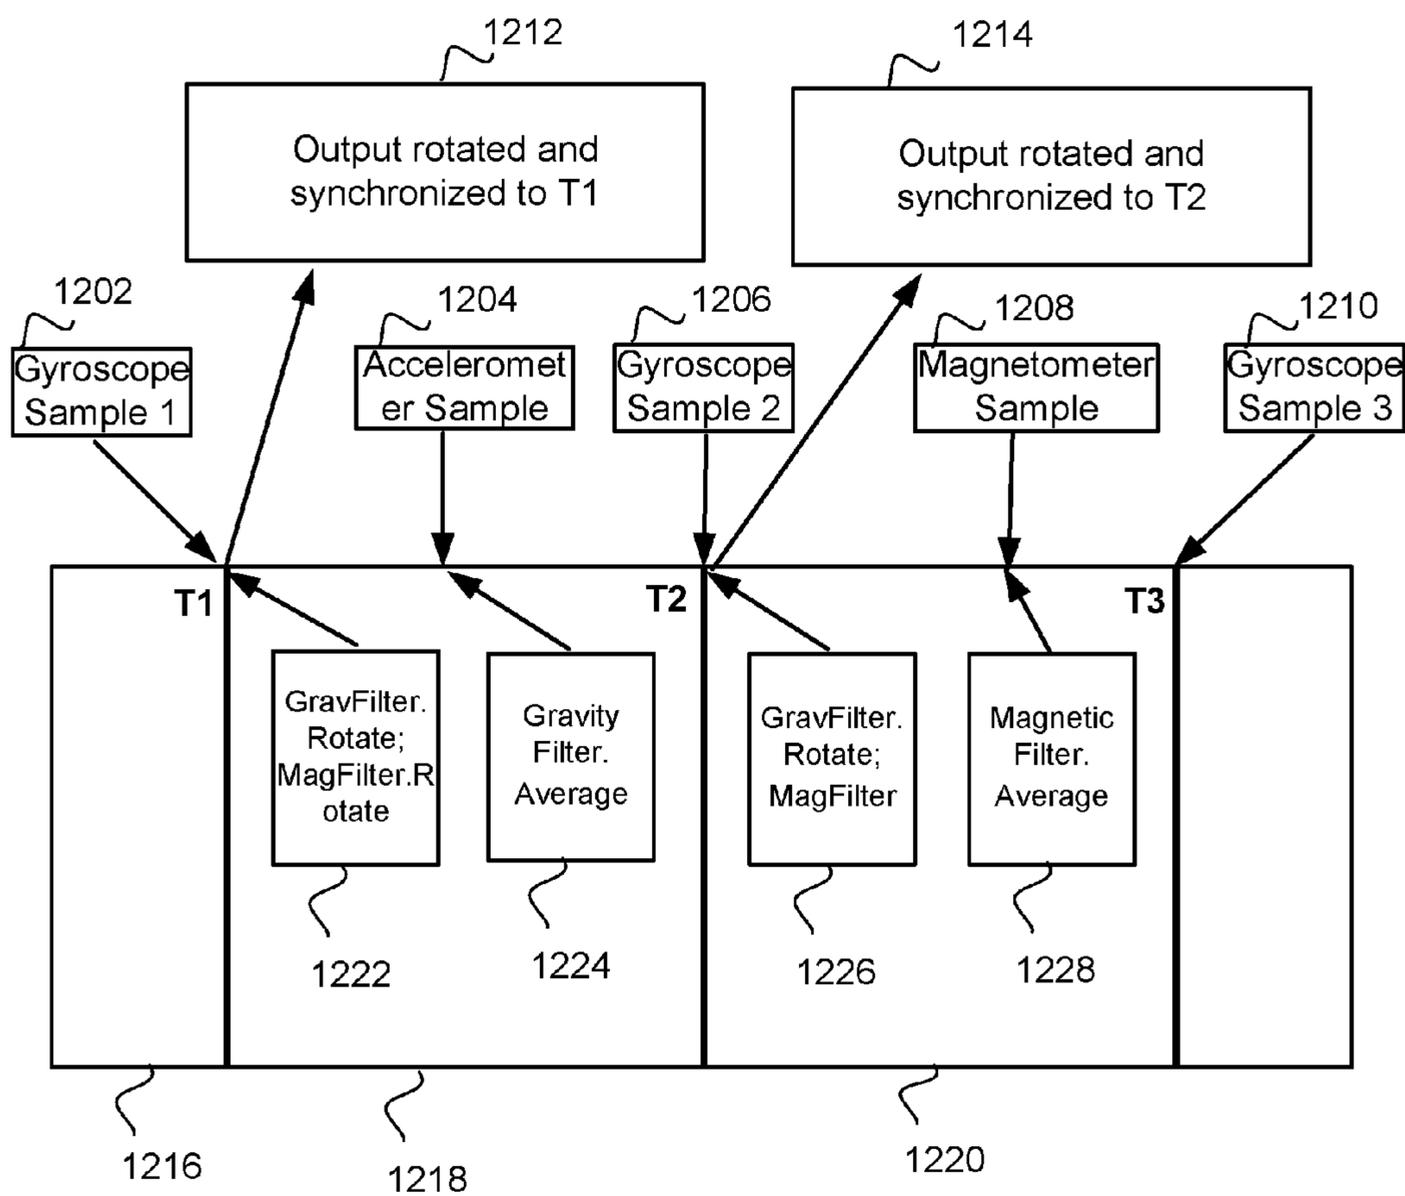 1212
1214
Output rotated and
synchronized to T1
Output rotated and
synchronized to T2
1202
1204
1206
1208
1210
Gyroscope
Sample 1
Acceleromet
er Sample
Gyroscope
Sample 2
Magnetometer
Sample
Gyroscope
Sample 3
T1
T2
T3
GravFilter.
Rotate;
MagFilter.R
otate
Gravity
Filter.
Average
GravFilter.
Rotate;
MagFilter
Magnetic
Filter.
Average
1222
1224
1226
1228
1216
1218
1220